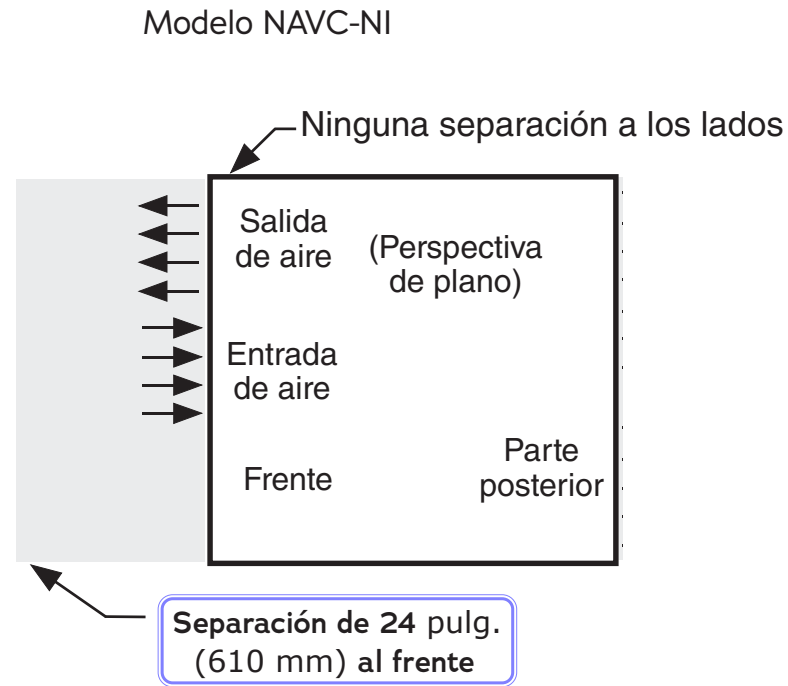 Modelo NAVC-NI
Ninguna separación a los lados
Salida
de aire
(Perspectiva
de plano)
Entrada
de aire
Frente
Parte
posterior
Separación de 24 pulg.
(610 mm) al frente